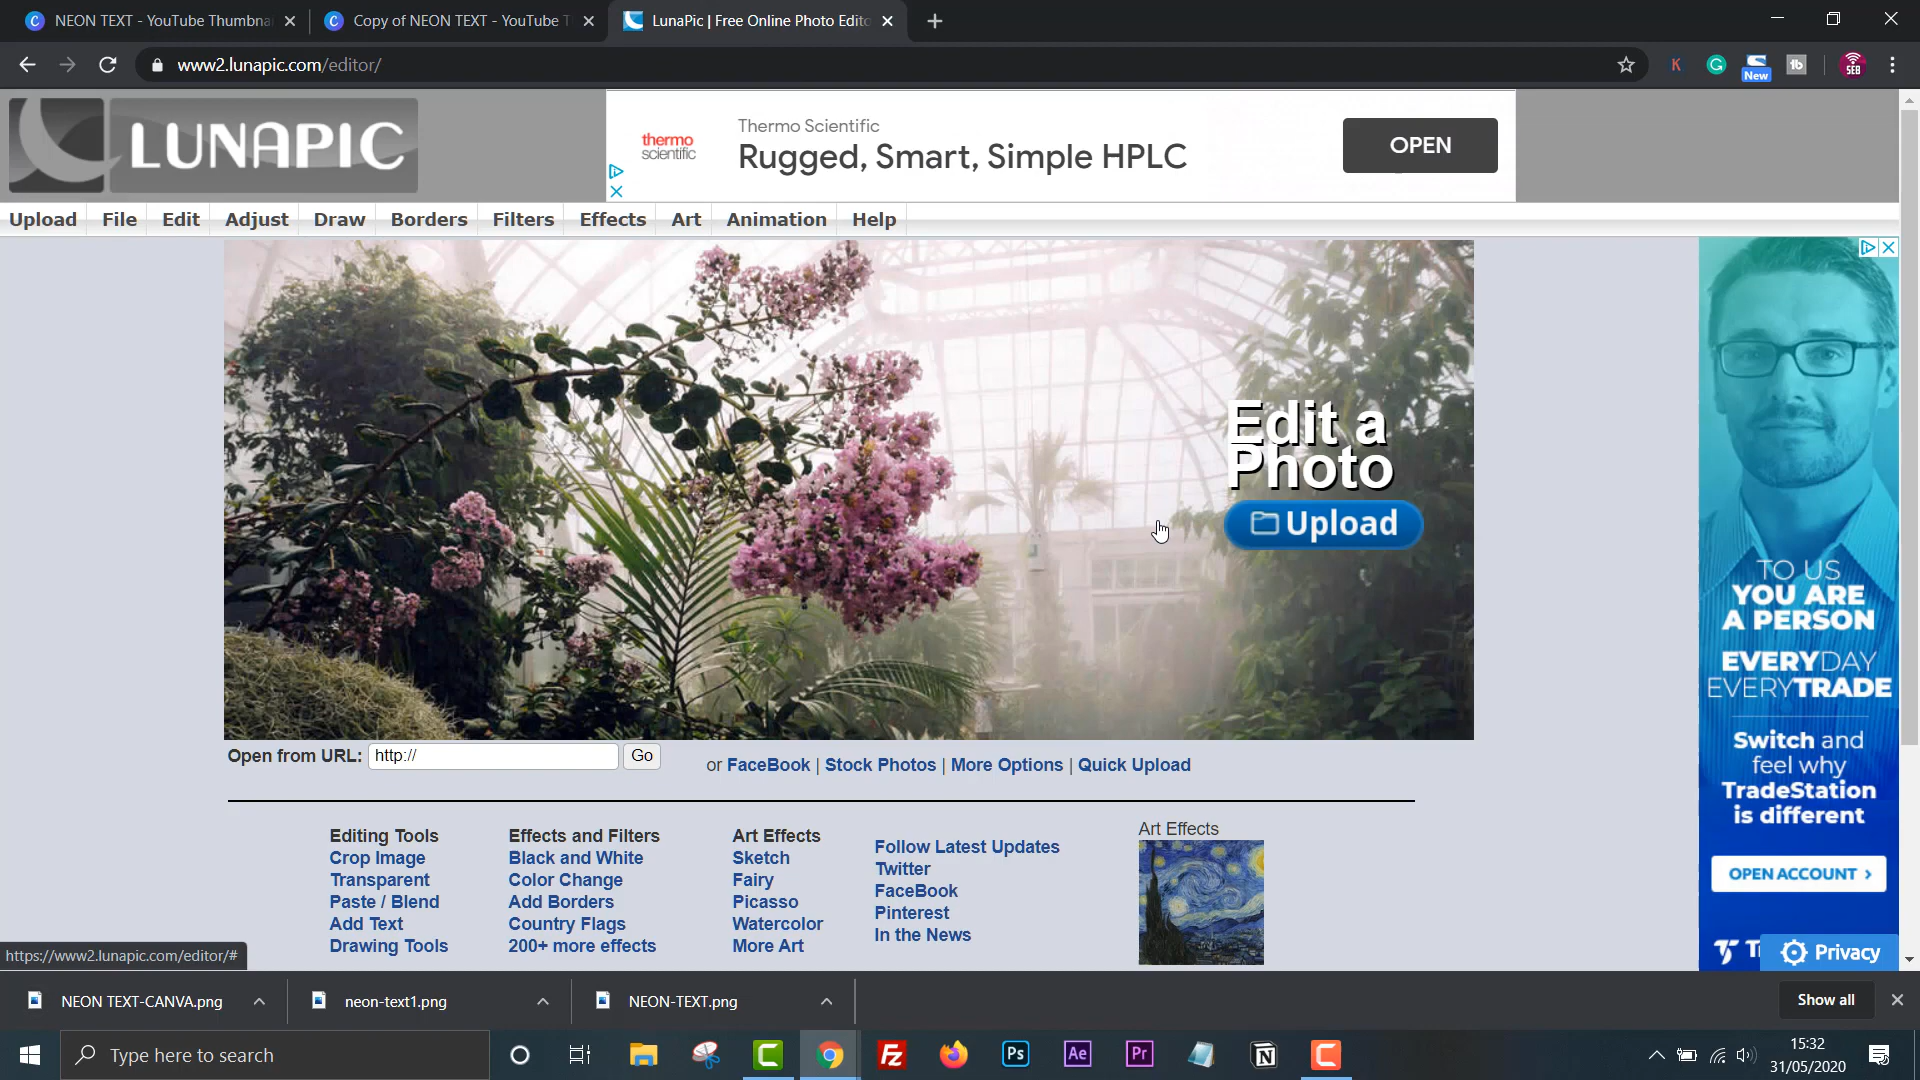 NEON TEXT - YouTube Thumbna
Copy of NEON TEXT - YouTube T
LunaPic | Free Online Photo Edito
www2.lunapic.com/editor/
K
G
New
tb
SEB
LUNAPIC
thermo
scientific
Thermo Scientific
Rugged, Smart, Simple HPLC
OPEN
Upload File Edit Adjust Draw Borders Filters Effects Art Animation Help
Edit a
Photo
Upload
TO US
YOU ARE
A PERSON
EVERYDAY
EVERYTRADE
Switch and
feel why
TradeStation
is different
OPEN ACCOUNT >
Privacy
Open from URL: http:// Go
or FaceBook | Stock Photos | More Options | Quick Upload
Editing Tools
Crop Image
Transparent
Paste / Blend
Add Text
Drawing Tools
Effects and Filters
Black and White
Color Change
Add Borders
Country Flags
200+ more effects
Art Effects
Sketch
Fairy
Picasso
Watercolor
More Art
Follow Latest Updates
Twitter
FaceBook
Pinterest
In the News
Art Effects
https://www2.lunapic.com/editor/#
NEON TEXT-CANVA.png
neon-text1.png
NEON-TEXT.png
Show all
Type here to search
Fz
Ps
Ae
Pr
N
C
C
15:32
31/05/2020